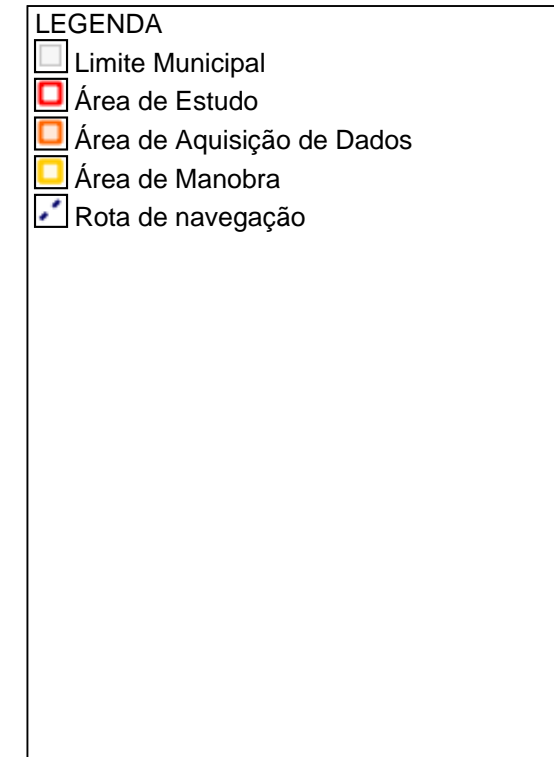 LEGENDA
Limite Municipal
Área de Estudo
Área de Aquisição de Dados
Área de Manobra
Rota de navegação